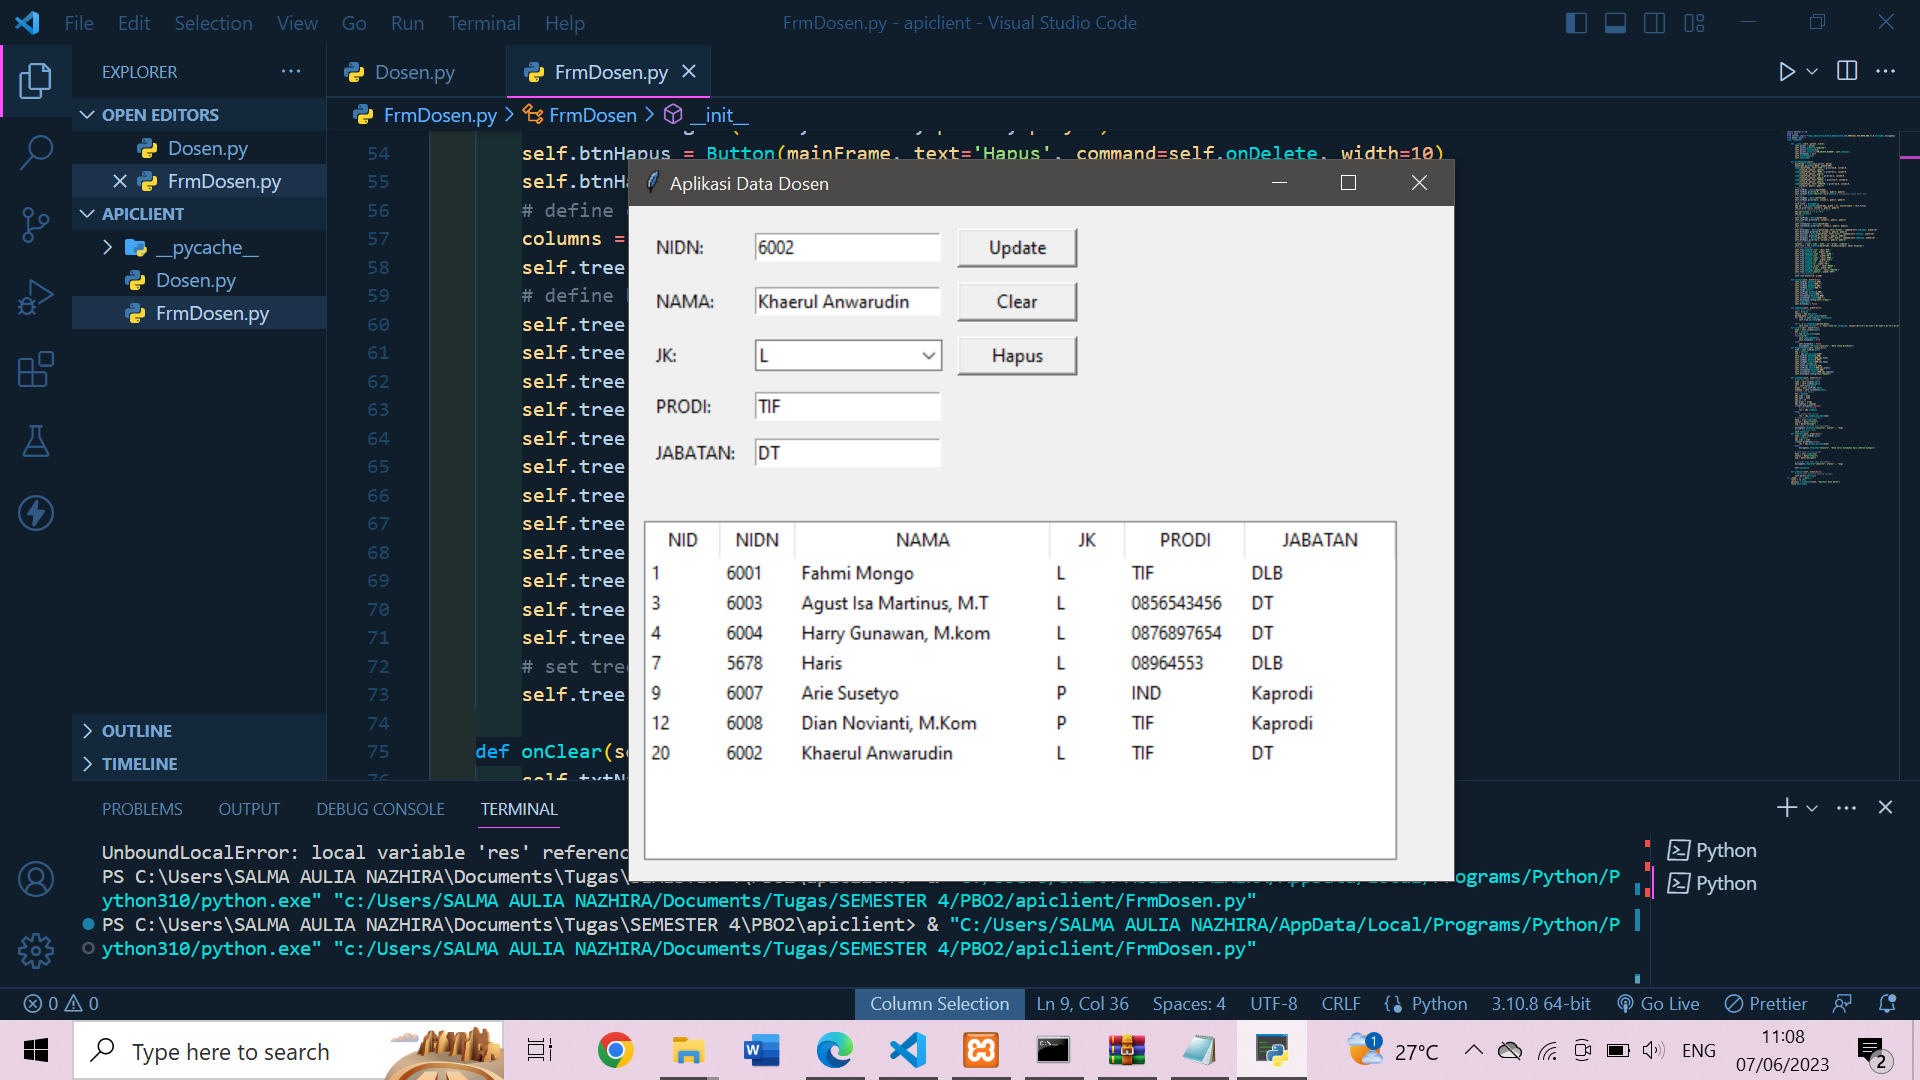 File Edit Selection View Go Run Terminal Help
FrmDosen.py - apiclient - Visual Studio Code
EXPLORER
OPEN EDITORS
Dosen.py
FrmDosen.py
APICLIENT
__pycache__
Dosen.py
FrmDosen.py
OUTLINE
TIMELINE
Dosen.py
FrmDosen.py
FrmDosen.py > FrmDosen > __init__
54 self.btnHapus = Button(mainFrame, text='Hapus', command=self.onDelete, width=10)
55 self.btnHa
56 # define
57 columns =
58 self.tree
59 # define
60 self.tree
61 self.tree
62 self.tree
63 self.tree
64 self.tree
65 self.tree
66 self.tree
67 self.tree
68 self.tree
69 self.tree
70 self.tree
71 self.tree
72 # set tree
73 self.tree
74
75 def onClear(se
76
Aplikasi Data Dosen
NIDN: 6002 Update
NAMA: Khaerul Anwarudin Clear
JK: L Hapus
PRODI: TIF
JABATAN: DT
NID NIDN NAMA JK PRODI JABATAN
1 6001 Fahmi Mongo L TIF DLB
3 6003 Agust Isa Martinus, M.T L 0856543456 DT
4 6004 Harry Gunawan, M.kom L 0876897654 DT
7 5678 Haris L 08964553 DLB
9 6007 Arie Susetyo P IND Kaprodi
12 6008 Dian Novianti, M.Kom P TIF Kaprodi
20 6002 Khaerul Anwarudin L TIF DT
PROBLEMS OUTPUT DEBUG CONSOLE TERMINAL
UnboundLocalError: local variable 'res' referenc
PS C:\Users\SALMA AULIA NAZHIRA\Documents\Tugas\ rograms/Python/P
ython310/python.exe" "c:/Users/SALMA AULIA NAZHIRA/Documents/Tugas/SEMESTER 4/PBO2/apiclient/FrmDosen.py"
PS C:\Users\SALMA AULIA NAZHIRA\Documents\Tugas\SEMESTER 4\PBO2\apiclient> & "C:/Users/SALMA AULIA NAZHIRA/AppData/Local/Programs/Python/P
ython310/python.exe" "c:/Users/SALMA AULIA NAZHIRA/Documents/Tugas/SEMESTER 4/PBO2/apiclient/FrmDosen.py"
Python
Python
0 0 Column Selection Ln 9, Col 36 Spaces: 4 UTF-8 CRLF Python 3.10.8 64-bit Go Live Prettier
Type here to search
1
27°C
ENG
11:08
07/06/2023
2